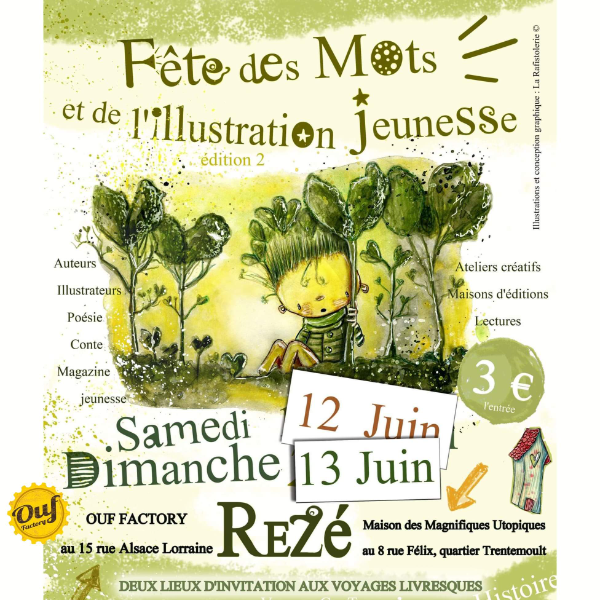 Fête des Mots
et de l'illustration jeunesse
édition 2
Illustrations et conception graphique : La Rafistolerie ©
Auteurs
Illustrateurs
Poésie
Conte
Magazine
jeunesse
Ateliers créatifs
Maisons d'éditions
Lectures
3 €
l'entrée
Samedi 12 Juin
Dimanche 13 Juin
Ouf
Factory
OUF FACTORY
au 15 rue Alsace Lorraine
REZé
Maison des Magnifiques Utopiques
au 8 rue Félix, quartier Trentemoult
DEUX LIEUX D'INVITATION AUX VOYAGES LIVRESQUES